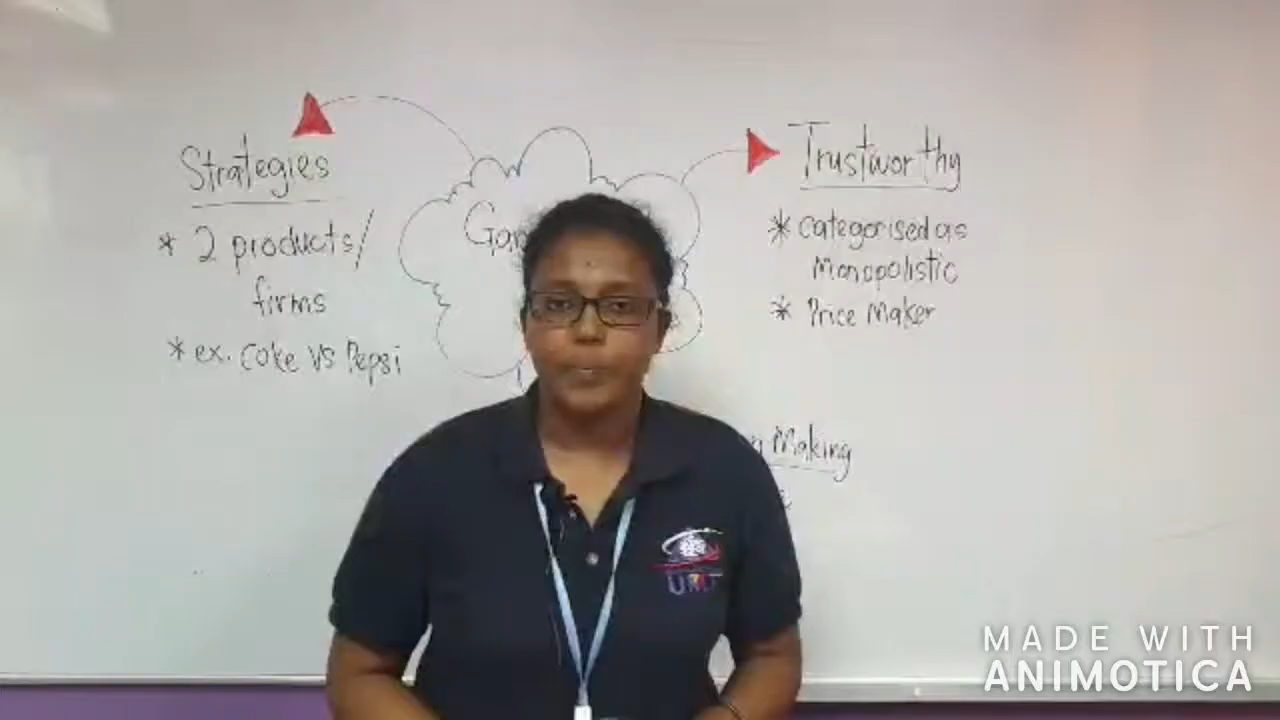 Strategies
* 2 products/
firms
* ex. Coke vs Pepsi
Trustworthy
* Categorised as
Monopolistic
* Price Maker
Making
MADE WITH
ANIMOTICA